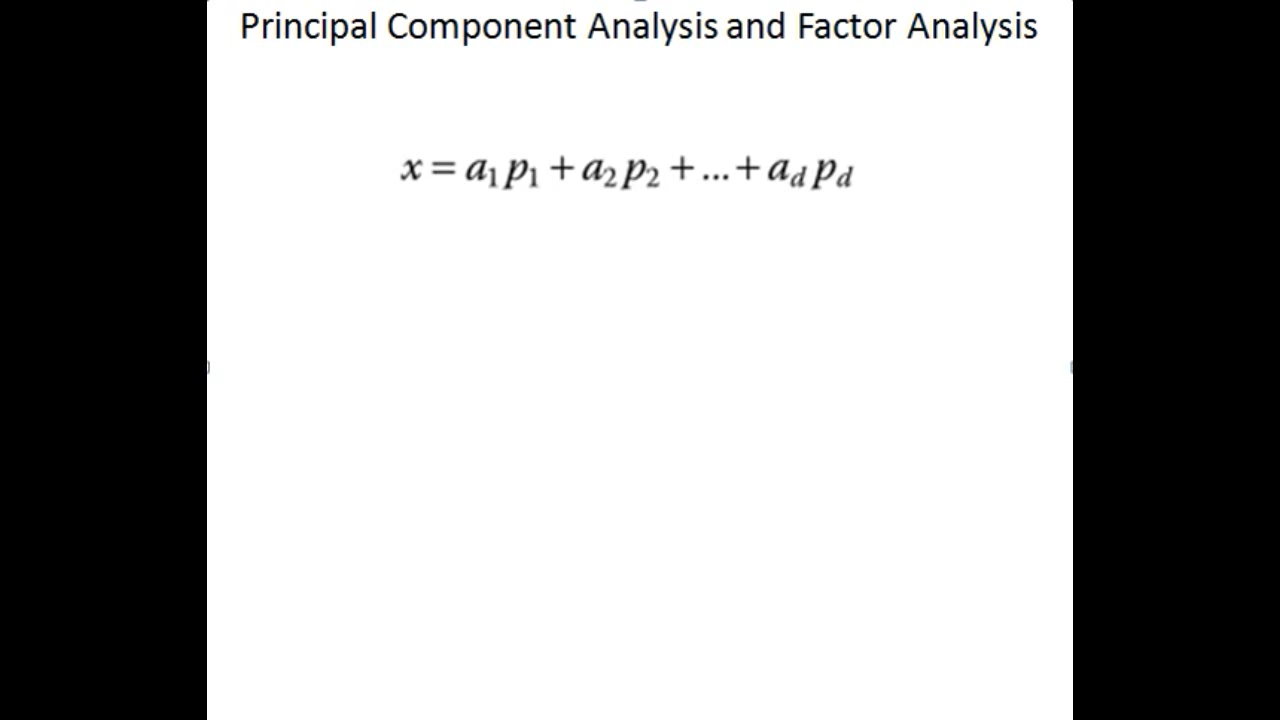 Principal Component Analysis and Factor Analysis
x = a₁p₁ + a₂p₂ + ... + a_d p_d